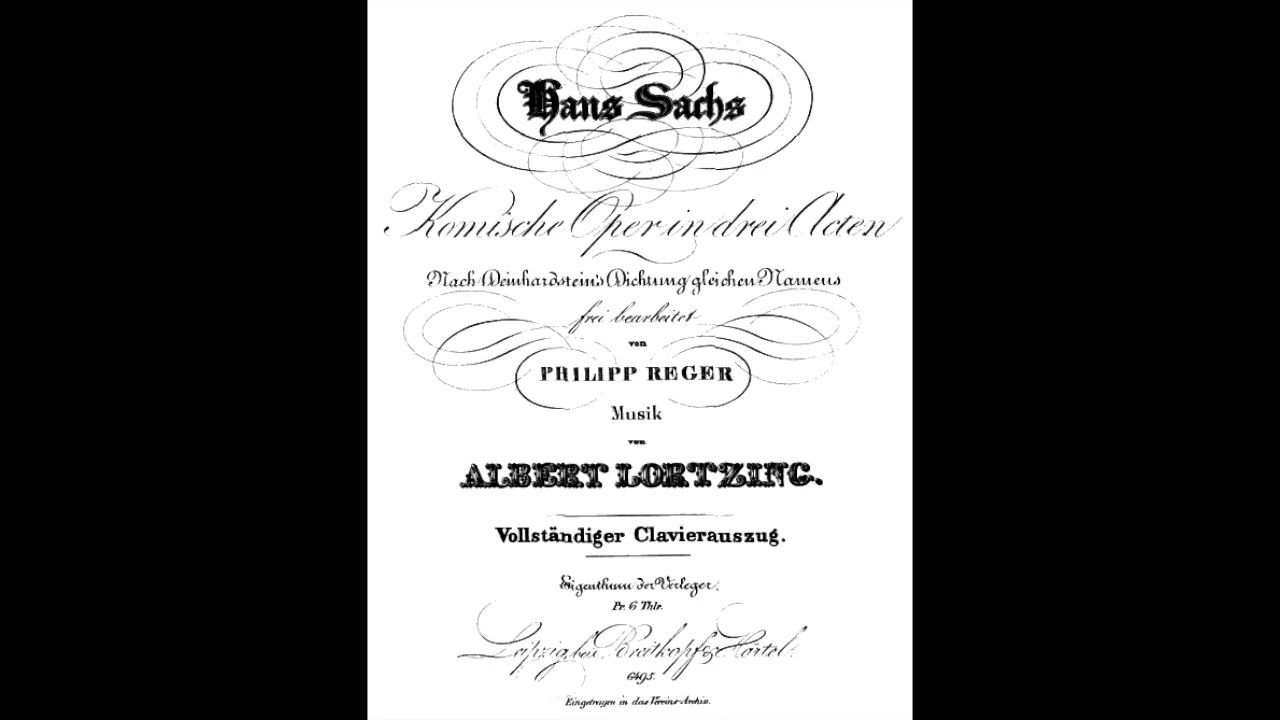 Hans Sachs
Komische Oper in drei Acten
Nach Deinhardstein's Dichtung gleichen Namens
frei bearbeitet
von
PHILIPP REGER
Musik
von
ALBERT LORTZING.
Vollständiger Clavierauszug.
Eigenthum der Verleger.
Pr. 6 Thlr.
Leipzig, bei Breitkopf & Härtel.
6495.
Eingetragen in das Vereins-Archiv.